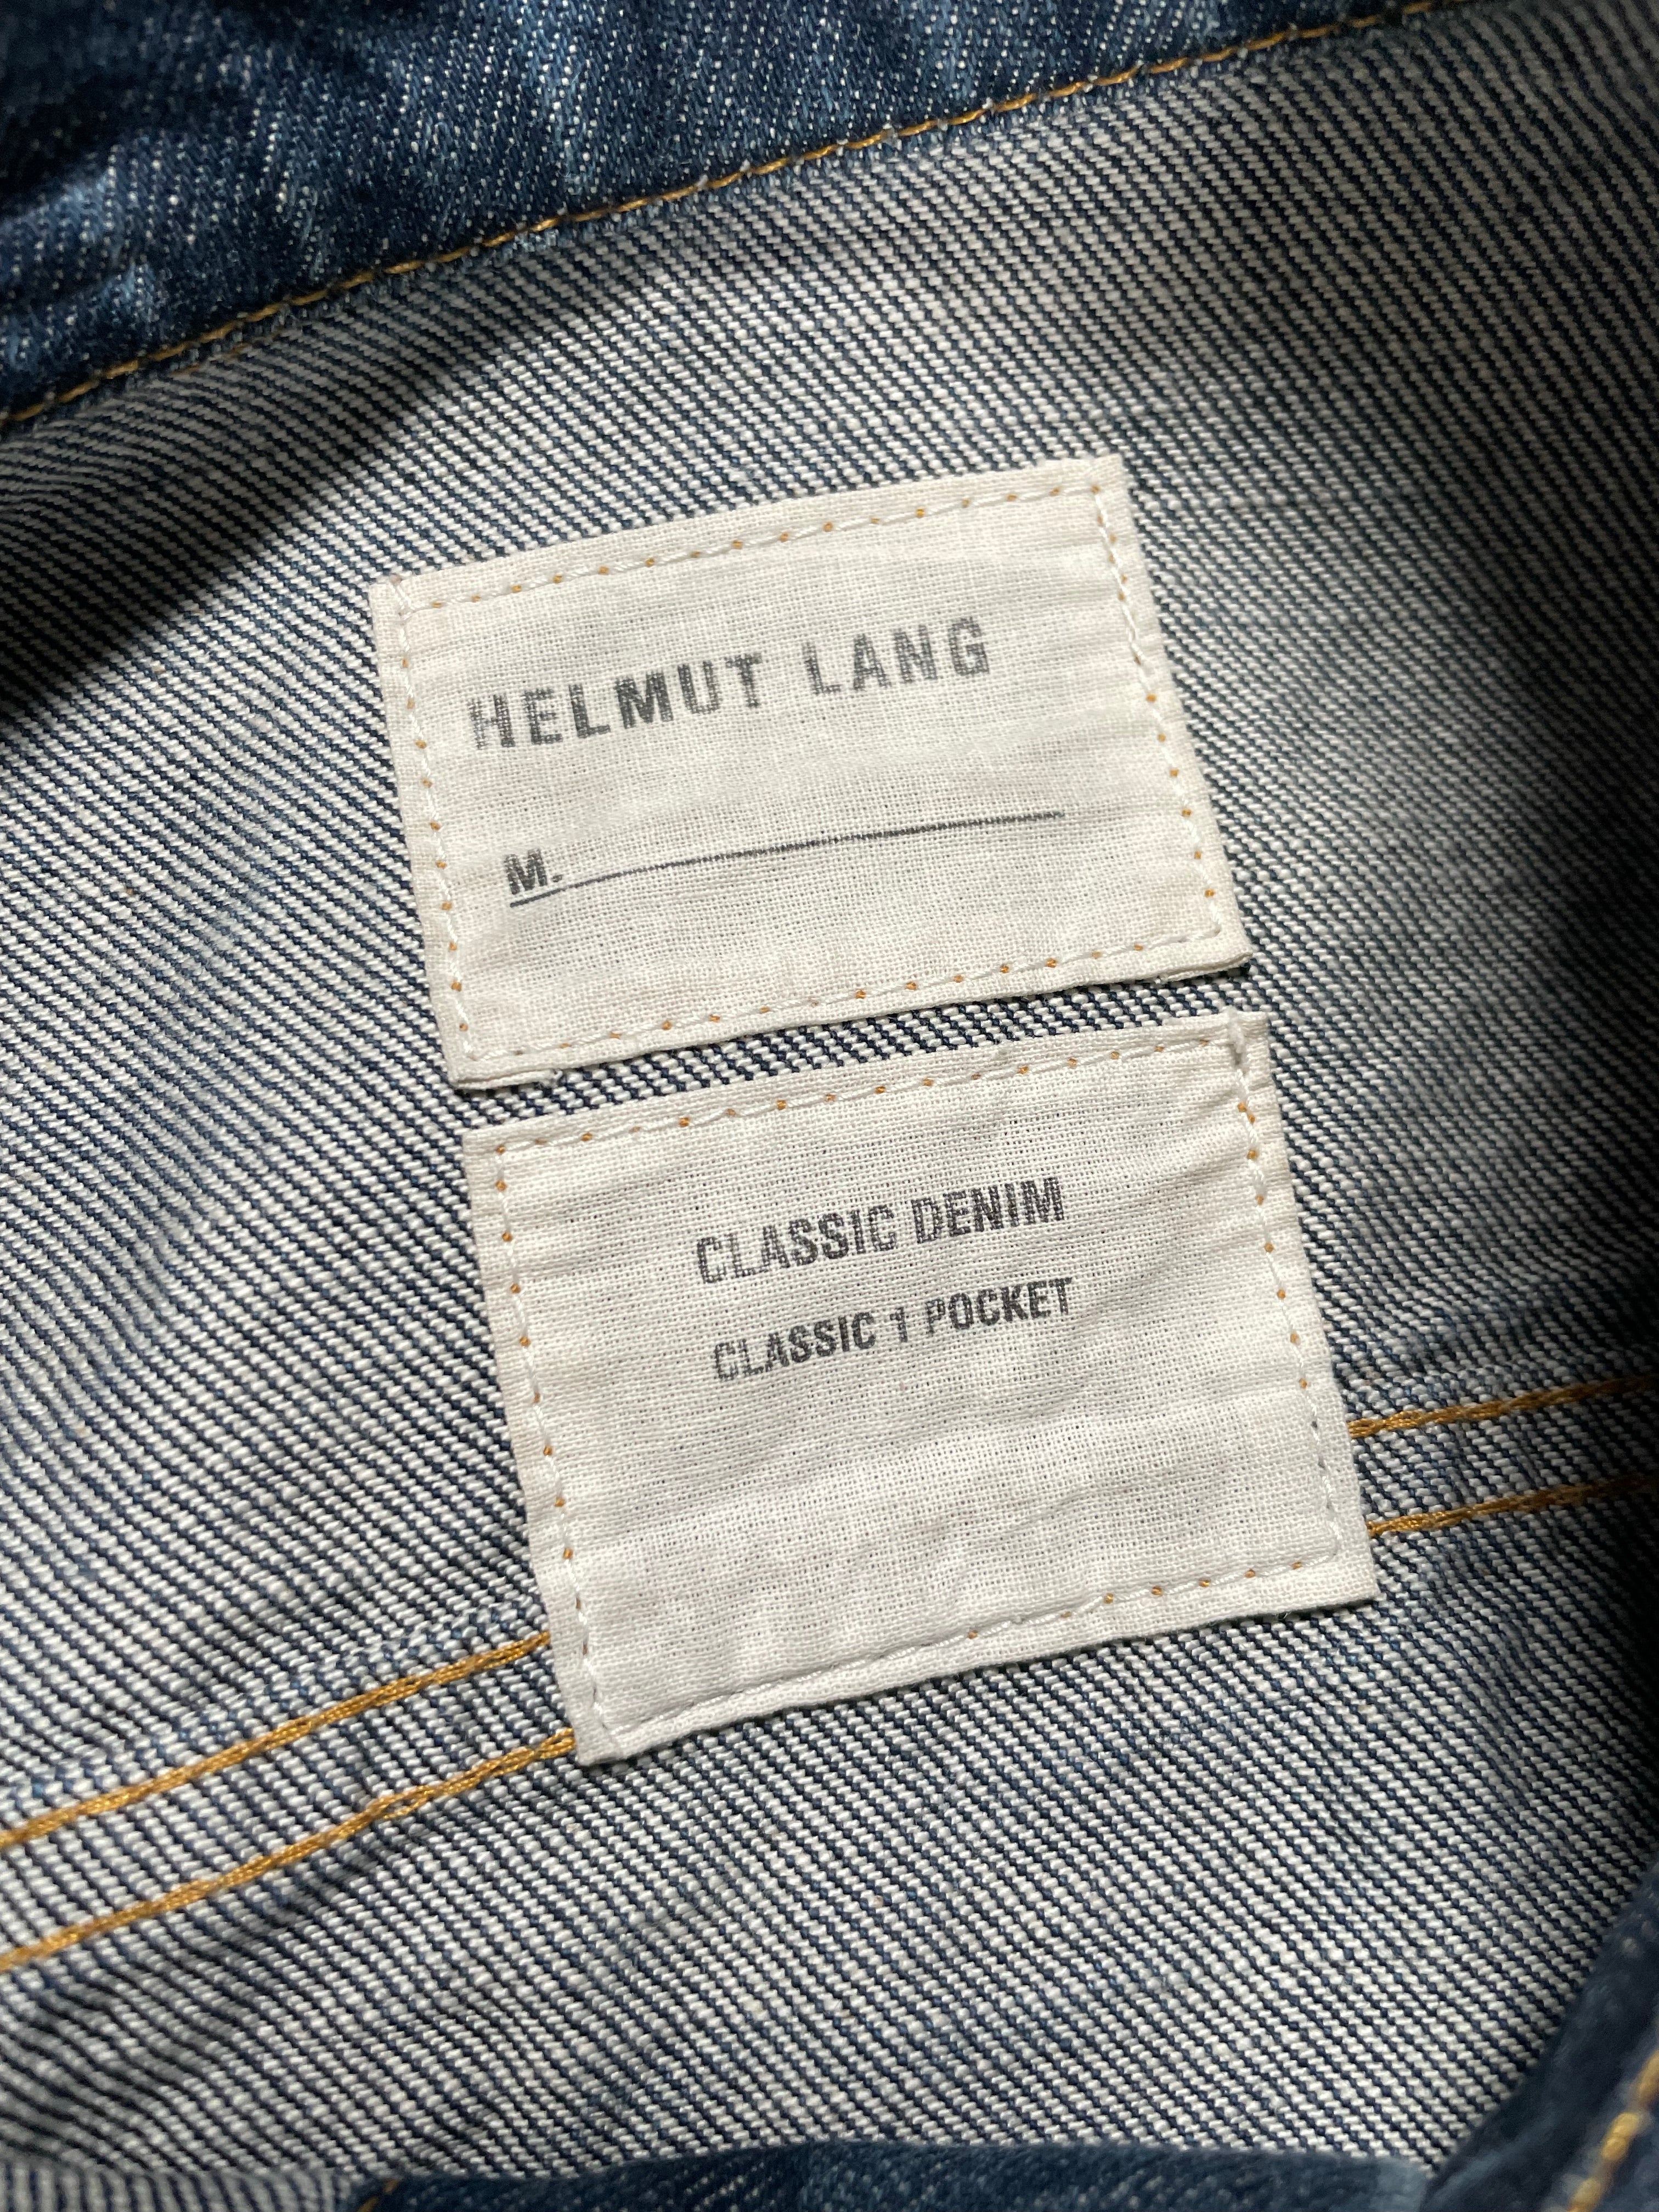 HELMUT LANG
M.
CLASSIC DENIM
CLASSIC 1 POCKET